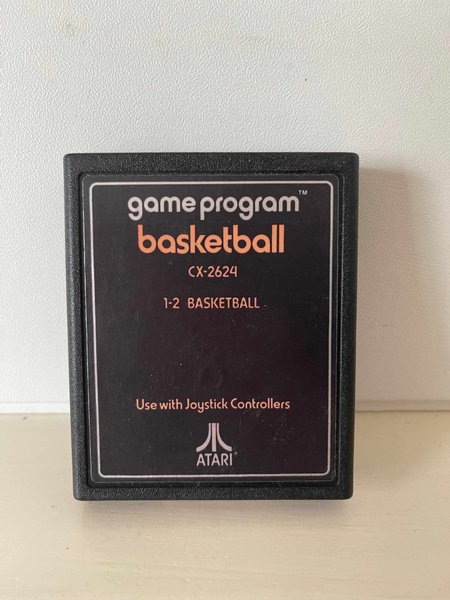 game program™
basketball
CX-2624
1-2 BASKETBALL
Use with Joystick Controllers
ATARI